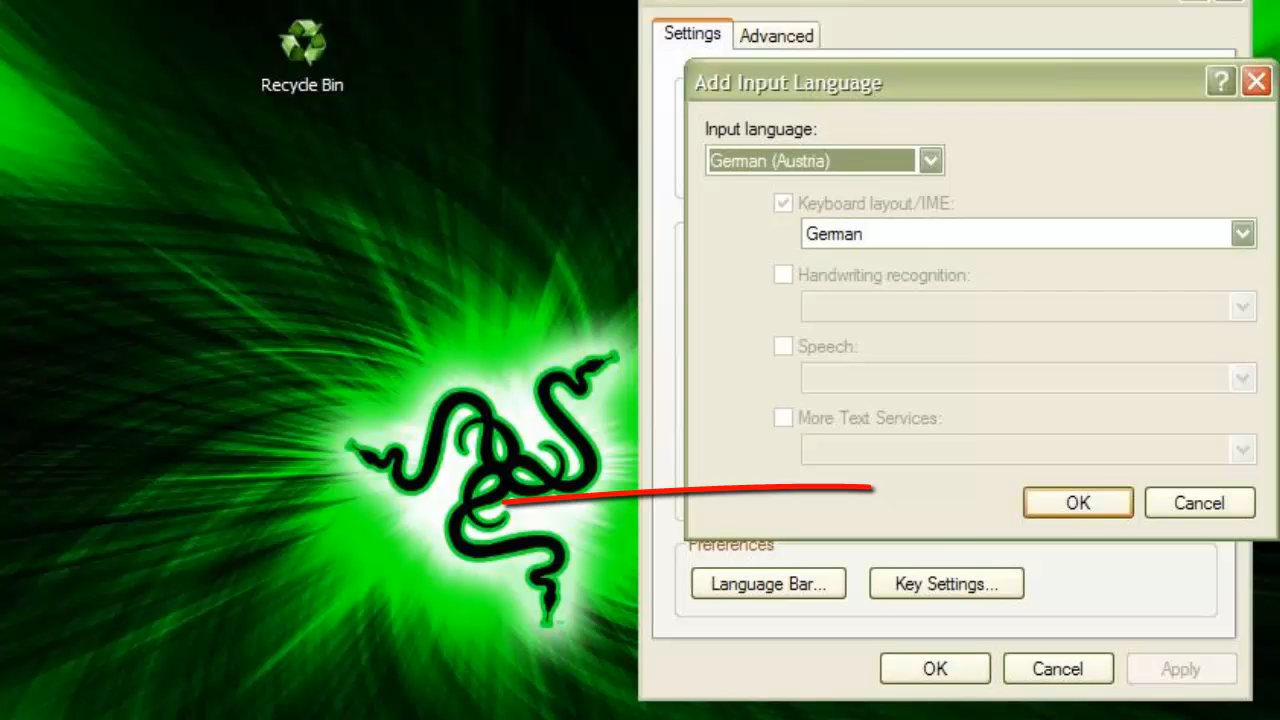 Recycle Bin
Settings
Advanced
Add Input Language
Input language:
German (Austria)
Keyboard layout/IME:
German
Handwriting recognition:
Speech:
More Text Services:
OK
Cancel
Preferences
Language Bar...
Key Settings...
OK
Cancel
Apply